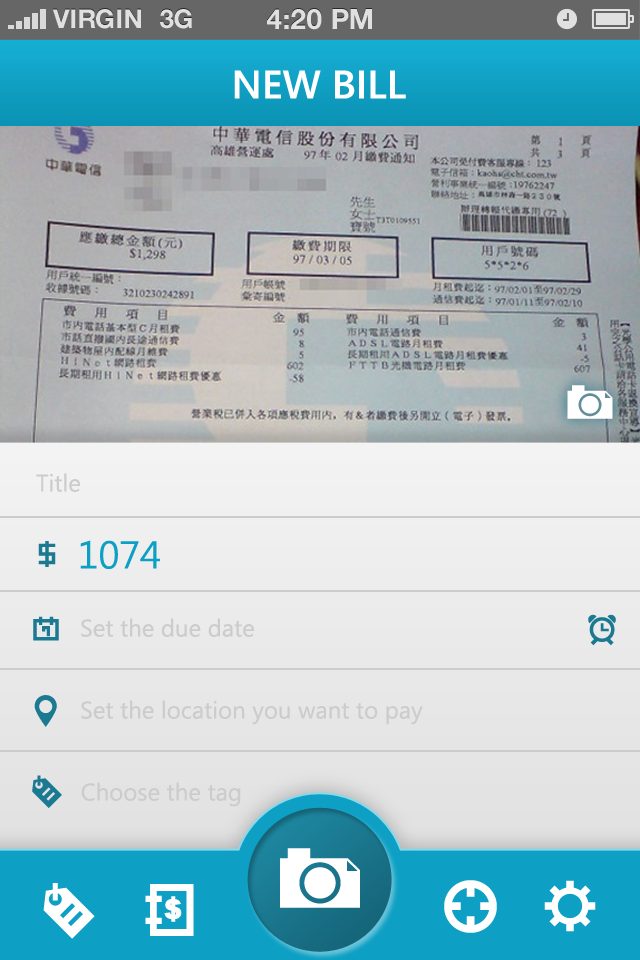 VIRGIN 3G 4:20 PM
NEW BILL
中華電信
中華電信股份有限公司
高雄營運處 97年02月繳費通知
第 1 頁
共 3 頁
本公司受付費客服專線：123
電子信箱：kaohs@cht.com.tw
營利事業統一編號：19762247
先生
女士
寶號
T3T0109551
應繳總金額(元)
$1,298
繳費期限
97/03/05
用戶號碼
5*5*2*6
用戶統一編號：
收據號碼： 3210230242891
用戶帳號
彙寄編號
月租費起迄：97/02/01至97/02/29
通信費起迄：97/01/11至97/02/10
費用項目 金額 費用項目 金額
市內電話基本型C月租費 95 市內電話通信費 3
市話直撥國內長途通信費 8 ADSL電路月租費 41
建築物屋內配線月維費 5 長期租用ADSL電路月租費優惠 -5
HiNet網路租費 602 FTTB光機電路月租費 607
長期租用HiNet網路租費優惠 -58
營業稅已併入各項應稅費用內，有&者繳費後另開立（電子）發票。
Title
$ 1074
Set the due date
Set the location you want to pay
Choose the tag